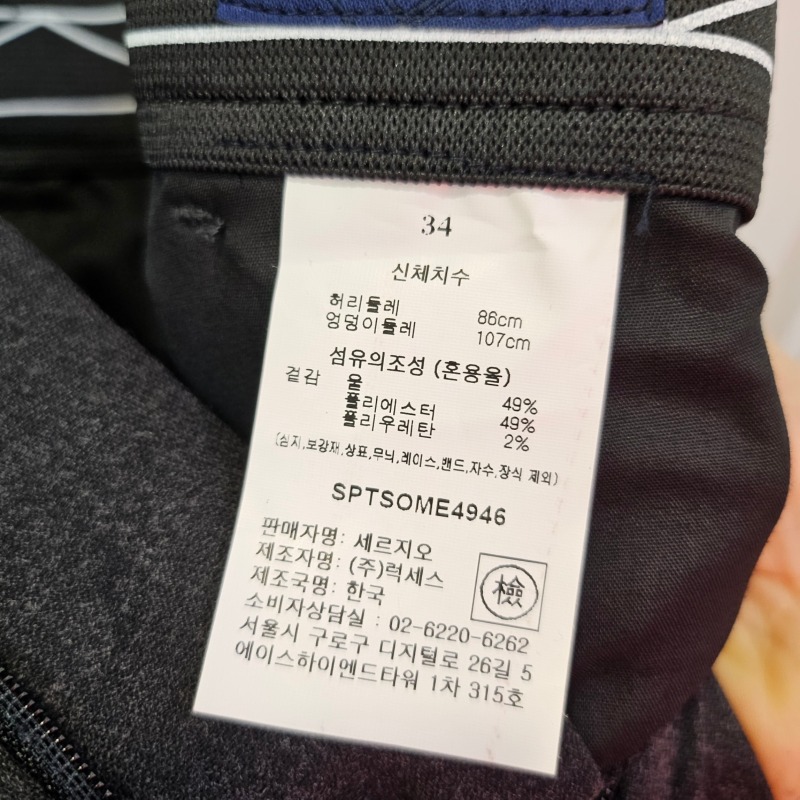 K
34
신체치수
허리둘레 86cm
엉덩이둘레 107cm
섬유의조성 (혼용율)
겉감 울 49%
폴리에스터 49%
폴리우레탄 2%
(심지,보강재,상표,무늬,레이스,밴드,자수,장식 제외)
SPTSOME4946
판매자명: 세르지오
제조자명: (주)럭세스
제조국명: 한국
檢
소비자상담실 : 02-6220-6262
서울시 구로구 디지털로 26길 5
에이스하이엔드타워 1차 315호